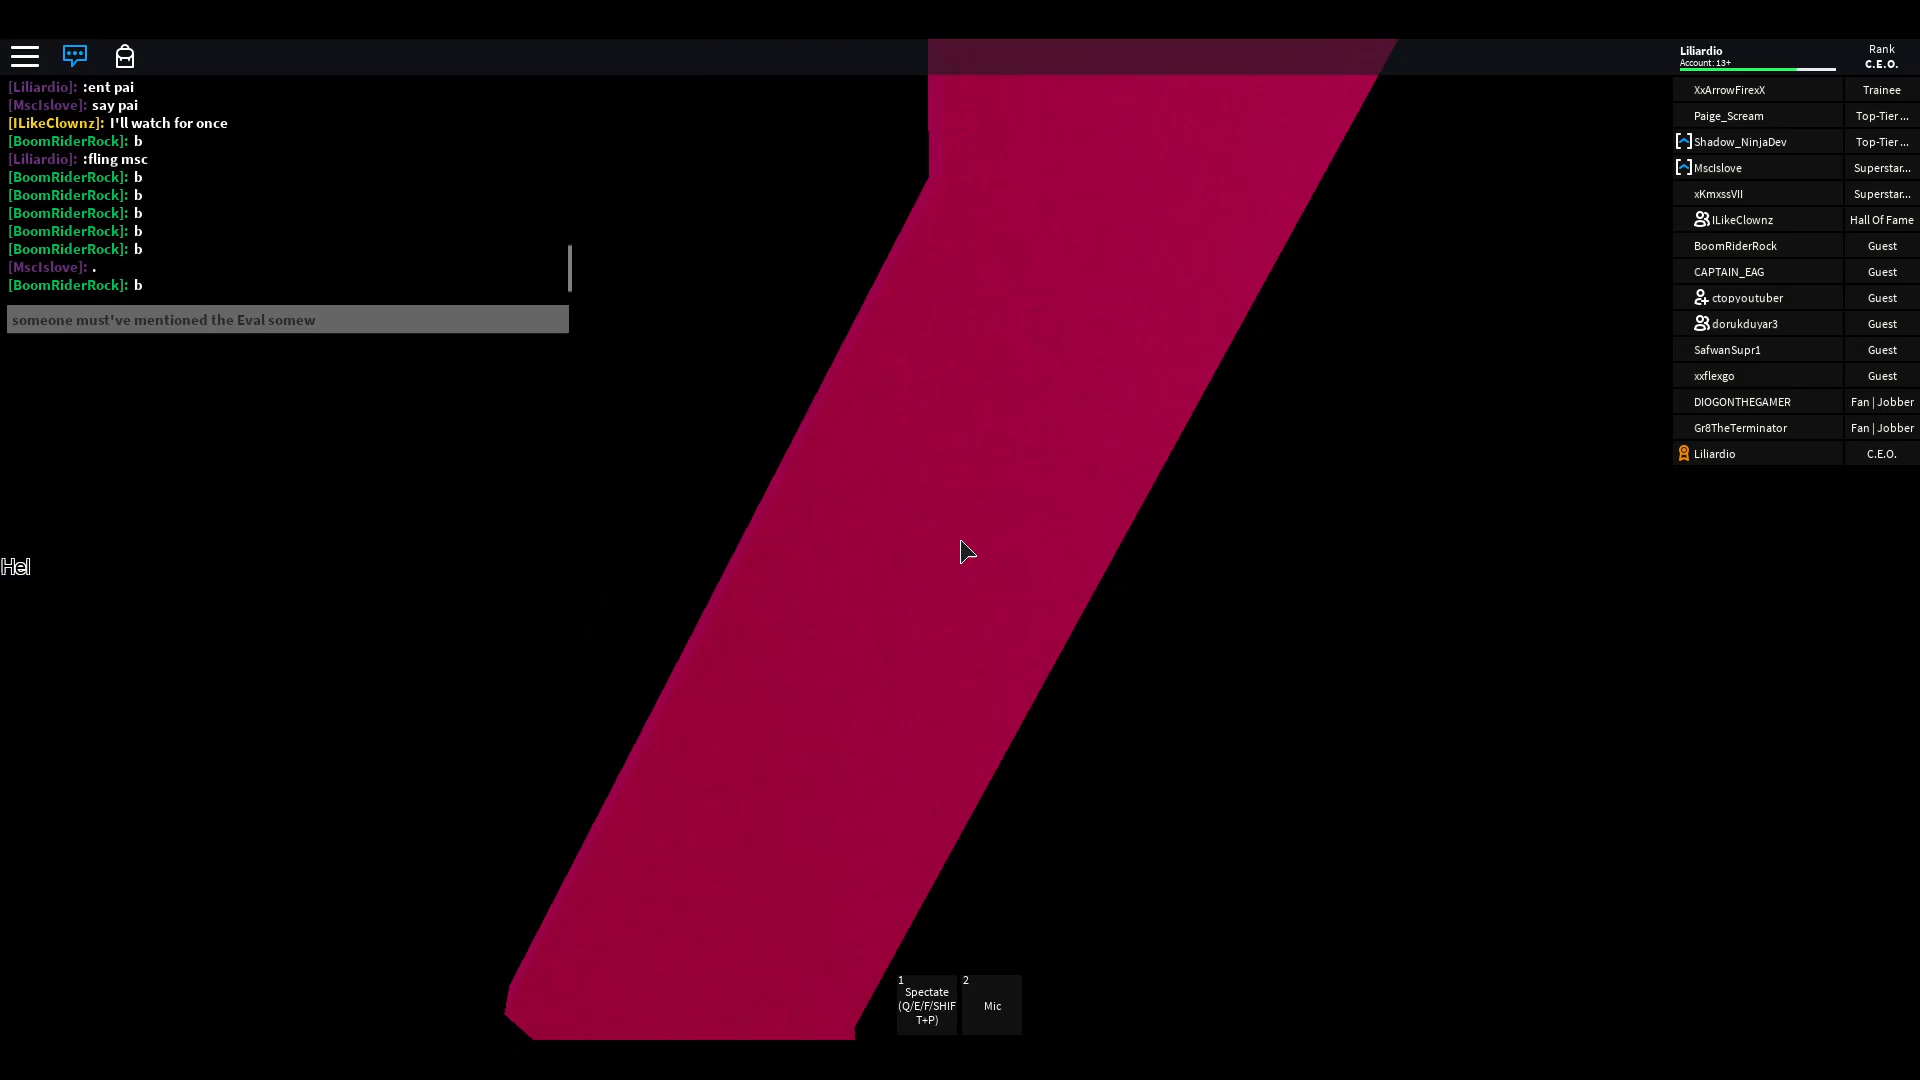 Liliardio
Account: 13+
Rank
C.E.O.
[Liliardio]: :ent pai
[MscIslove]: say pai
[ILikeClownz]: I'll watch for once
[BoomRiderRock]: b
[Liliardio]: :fling msc
[BoomRiderRock]: b
[BoomRiderRock]: b
[BoomRiderRock]: b
[BoomRiderRock]: b
[BoomRiderRock]: b
[MscIslove]: .
[BoomRiderRock]: b
someone must've mentioned the Eval somew
XxArrowFirexX Trainee
Paige_Scream Top-Tier ...
Shadow_NinjaDev Top-Tier ...
MscIslove Superstar...
xKmxssVII Superstar...
ILikeClownz Hall Of Fame
BoomRiderRock Guest
CAPTAIN_EAG Guest
ctopyoutuber Guest
dorukduyar3 Guest
SafwanSupr1 Guest
xxflexgo Guest
DIOGONTHEGAMER Fan | Jobber
Gr8TheTerminator Fan | Jobber
Liliardio C.E.O.
Hel
1
Spectate
(Q/E/F/SHIF
T+P)
2
Mic